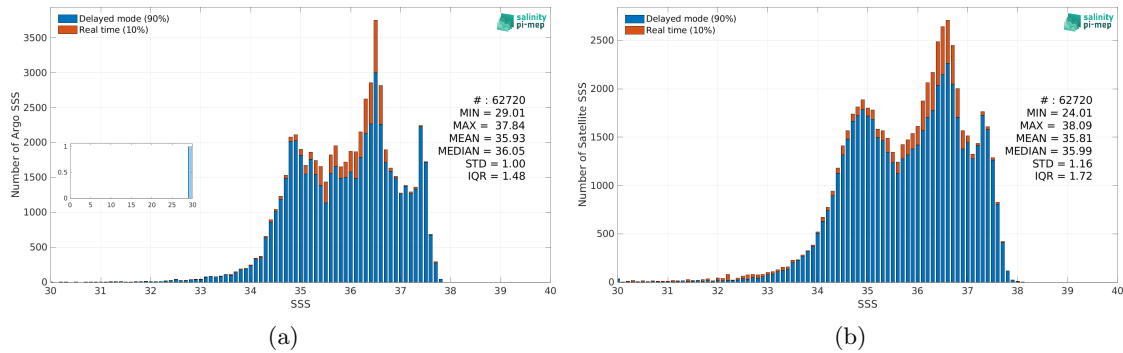 Delayed mode (90%)
Real time (10%)
salinity
pi-mep
Number of Argo SSS
3500
3000
2500
2000
1500
1000
500
0
# : 62720
MIN = 29.01
MAX = 37.84
MEAN = 35.93
MEDIAN = 36.05
STD = 1.00
IQR = 1.48
1
0.5
0
0 5 10 15 20 25 30
30 31 32 33 34 35 36 37 38 39 40
SSS
(a)
Delayed mode (90%)
Real time (10%)
salinity
pi-mep
Number of Satellite SSS
2500
2000
1500
1000
500
0
# : 62720
MIN = 24.01
MAX = 38.09
MEAN = 35.81
MEDIAN = 35.99
STD = 1.16
IQR = 1.72
30 31 32 33 34 35 36 37 38 39 40
SSS
(b)